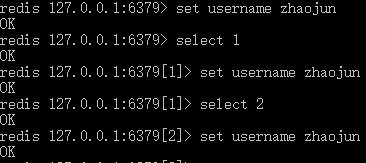 redis 127.0.0.1:6379> set username zhaojun
OK
redis 127.0.0.1:6379> select 1
OK
redis 127.0.0.1:6379[1]> set username zhaojun
OK
redis 127.0.0.1:6379[1]> select 2
OK
redis 127.0.0.1:6379[2]> set username zhaojun
OK